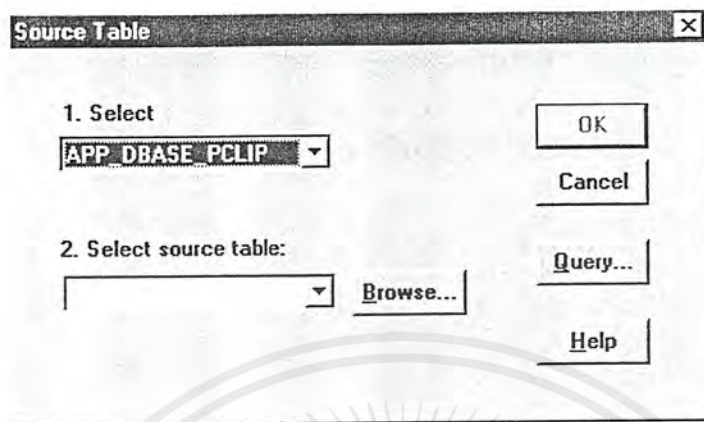 Source Table
1. Select
APP_DBASE_PCLIP
OK
Cancel
2. Select source table:
Browse...
Query...
Help